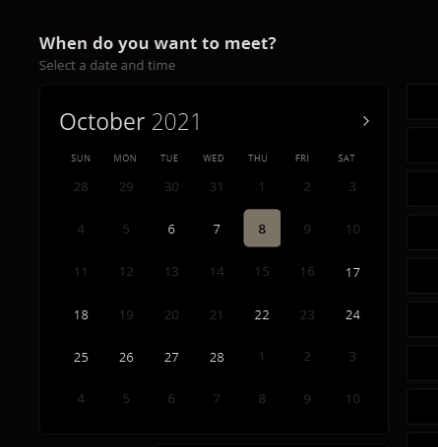 When do you want to meet?
Select a date and time
October 2021
SUN MON TUE WED THU FRI SAT
28 29 30 31 1 2 3
4 5 6 7 8 9 10
11 12 13 14 15 16 17
18 19 20 21 22 23 24
25 26 27 28 1 2 3
4 5 6 7 8 9 10